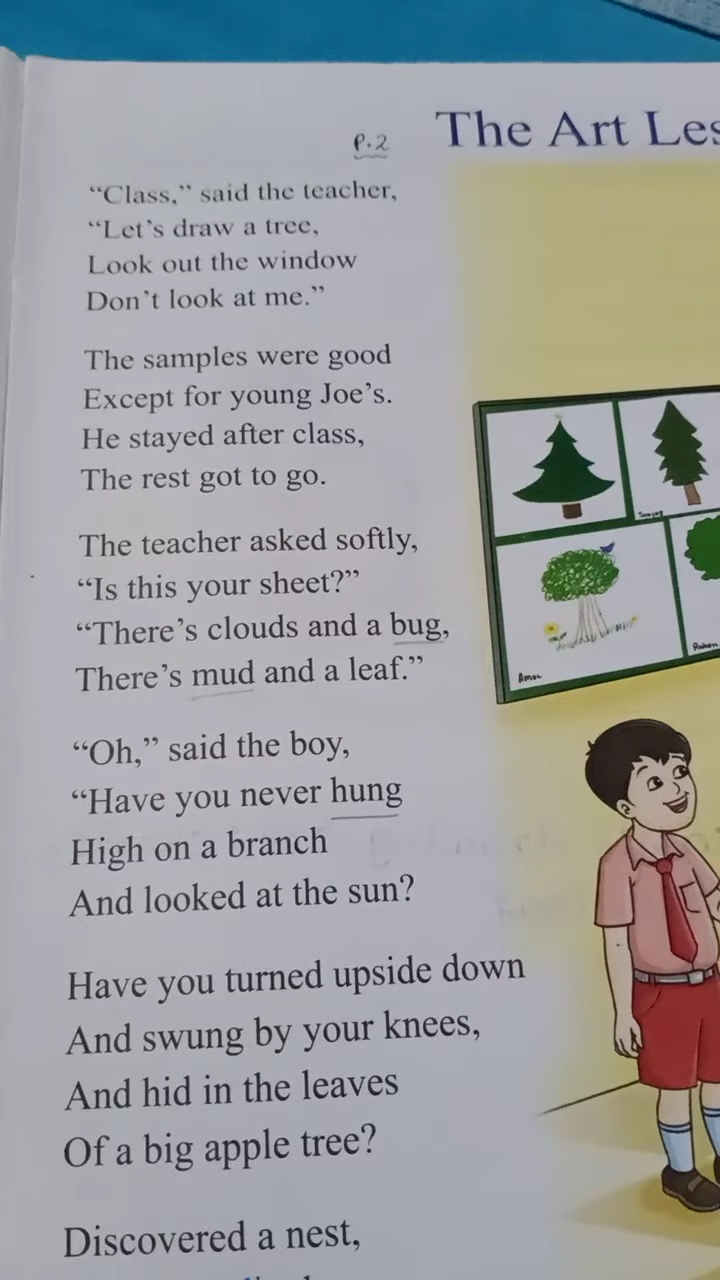 The Art Les
P.2
“Class,” said the teacher,
“Let’s draw a tree,
Look out the window
Don’t look at me.”
The samples were good
Except for young Joe’s.
He stayed after class,
The rest got to go.
The teacher asked softly,
“Is this your sheet?”
“There’s clouds and a bug,
There’s mud and a leaf.”
“Oh,” said the boy,
“Have you never hung
High on a branch
And looked at the sun?
Have you turned upside down
And swung by your knees,
And hid in the leaves
Of a big apple tree?
Discovered a nest,